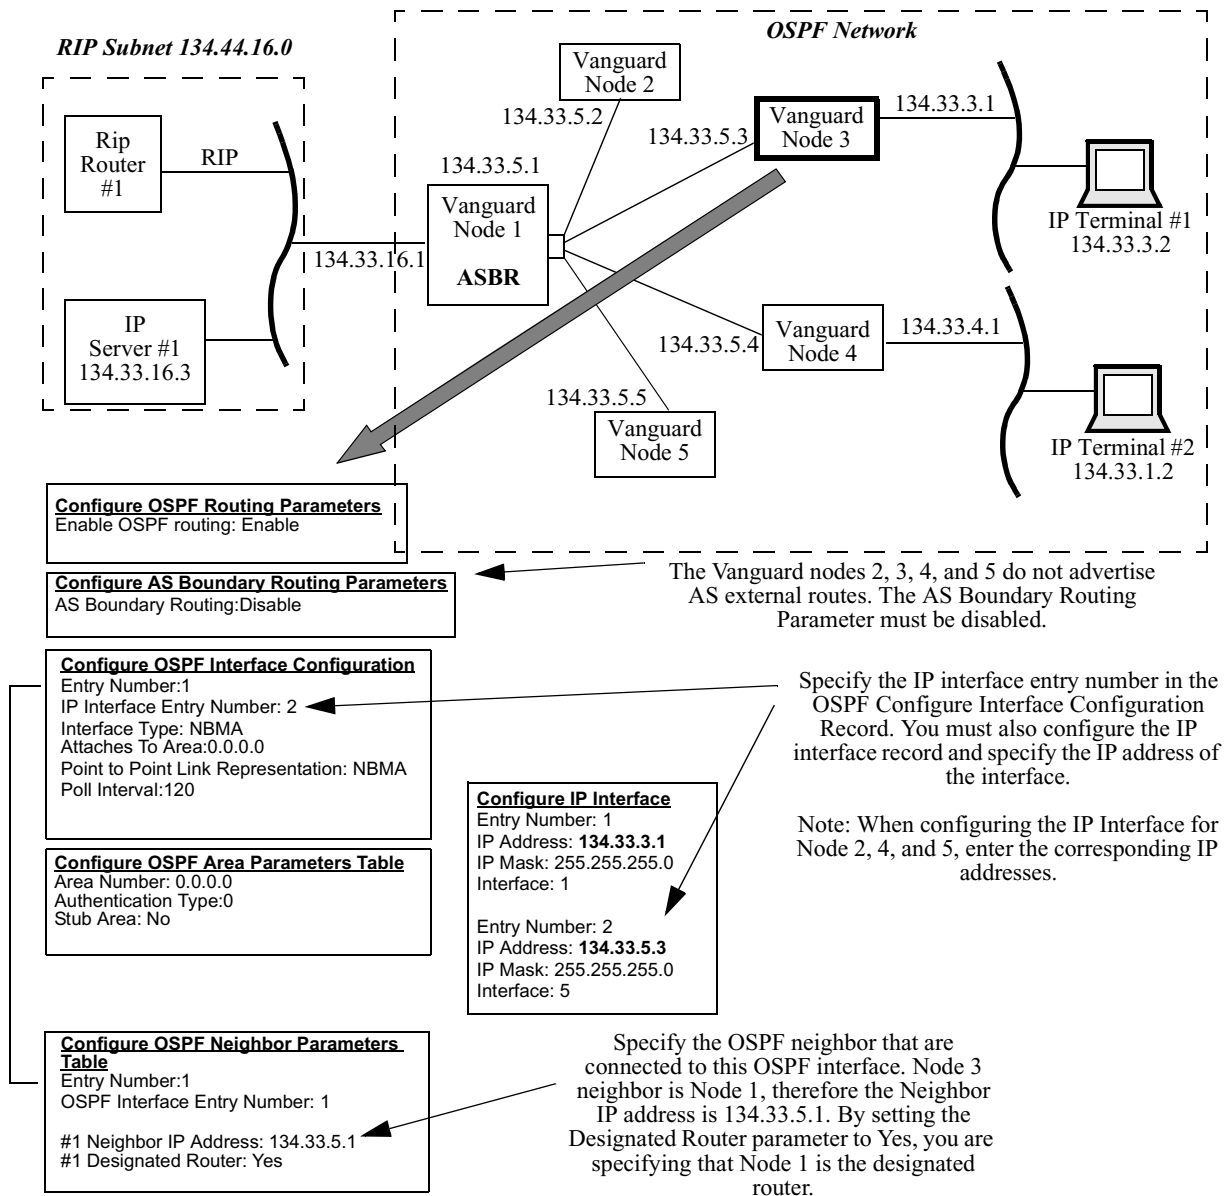 RIP Subnet 134.44.16.0
OSPF Network
Rip
Router
#1
RIP
IP
Server #1
134.33.16.3
134.33.16.1
134.33.5.1
Vanguard
Node 1
ASBR
Vanguard
Node 2
134.33.5.2
134.33.5.3
Vanguard
Node 3
134.33.3.1
IP Terminal #1
134.33.3.2
134.33.5.4
Vanguard
Node 4
134.33.4.1
IP Terminal #2
134.33.1.2
134.33.5.5
Vanguard
Node 5
Configure OSPF Routing Parameters
Enable OSPF routing: Enable
Configure AS Boundary Routing Parameters
AS Boundary Routing:Disable
The Vanguard nodes 2, 3, 4, and 5 do not advertise
AS external routes. The AS Boundary Routing
Parameter must be disabled.
Configure OSPF Interface Configuration
Entry Number:1
IP Interface Entry Number: 2
Interface Type: NBMA
Attaches To Area:0.0.0.0
Point to Point Link Representation: NBMA
Poll Interval:120
Specify the IP interface entry number in the
OSPF Configure Interface Configuration
Record. You must also configure the IP
interface record and specify the IP address of
the interface.
Note: When configuring the IP Interface for
Node 2, 4, and 5, enter the corresponding IP
addresses.
Configure IP Interface
Entry Number: 1
IP Address: 134.33.3.1
IP Mask: 255.255.255.0
Interface: 1
Entry Number: 2
IP Address: 134.33.5.3
IP Mask: 255.255.255.0
Interface: 5
Configure OSPF Area Parameters Table
Area Number: 0.0.0.0
Authentication Type:0
Stub Area: No
Configure OSPF Neighbor Parameters
Table
Entry Number:1
OSPF Interface Entry Number: 1
#1 Neighbor IP Address: 134.33.5.1
#1 Designated Router: Yes
Specify the OSPF neighbor that are
connected to this OSPF interface. Node 3
neighbor is Node 1, therefore the Neighbor
IP address is 134.33.5.1. By setting the
Designated Router parameter to Yes, you are
specifying that Node 1 is the designated
router.